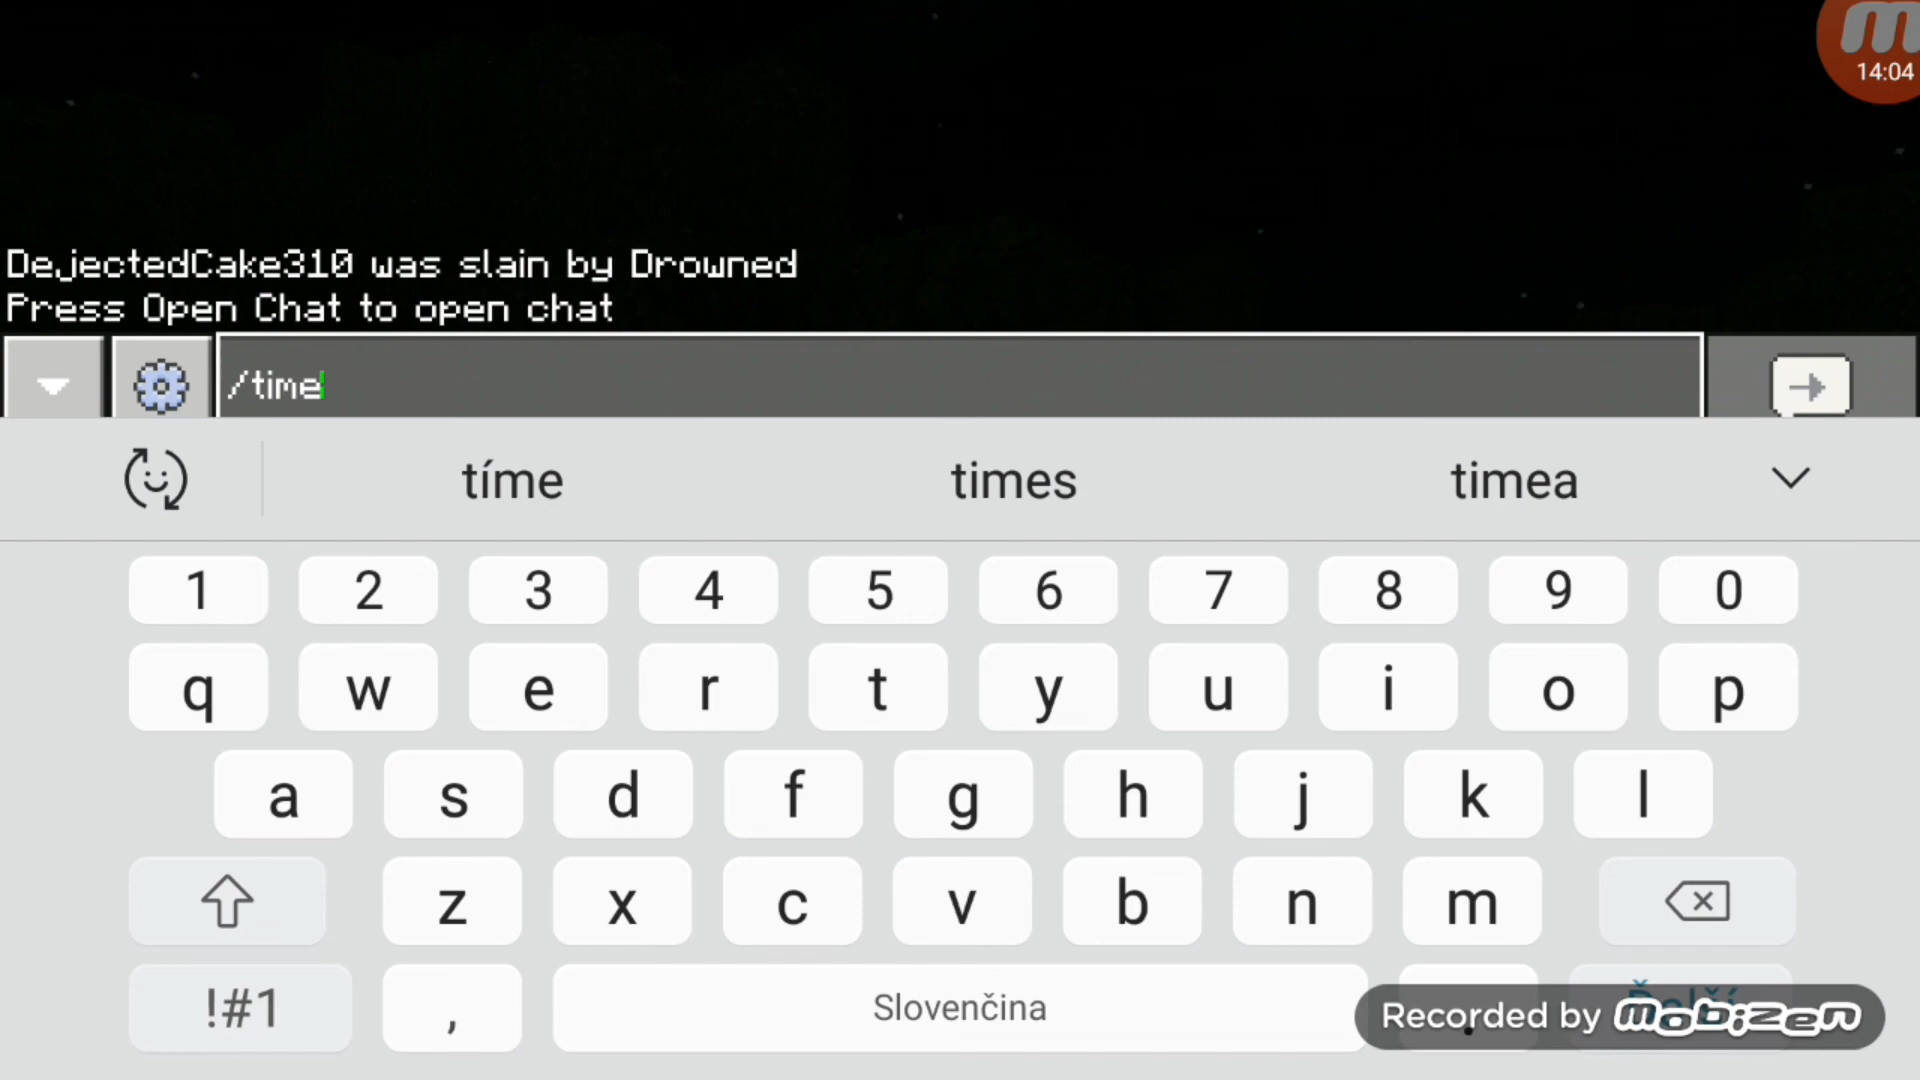 14:04
DejectedCake310 was slain by Drowned
Press Open Chat to open chat
/time
tíme times timea
1 2 3 4 5 6 7 8 9 0
q w e r t y u i o p
a s d f g h j k l
z x c v b n m
!#1 , Slovenčina . Ďalší
Recorded by mobizen